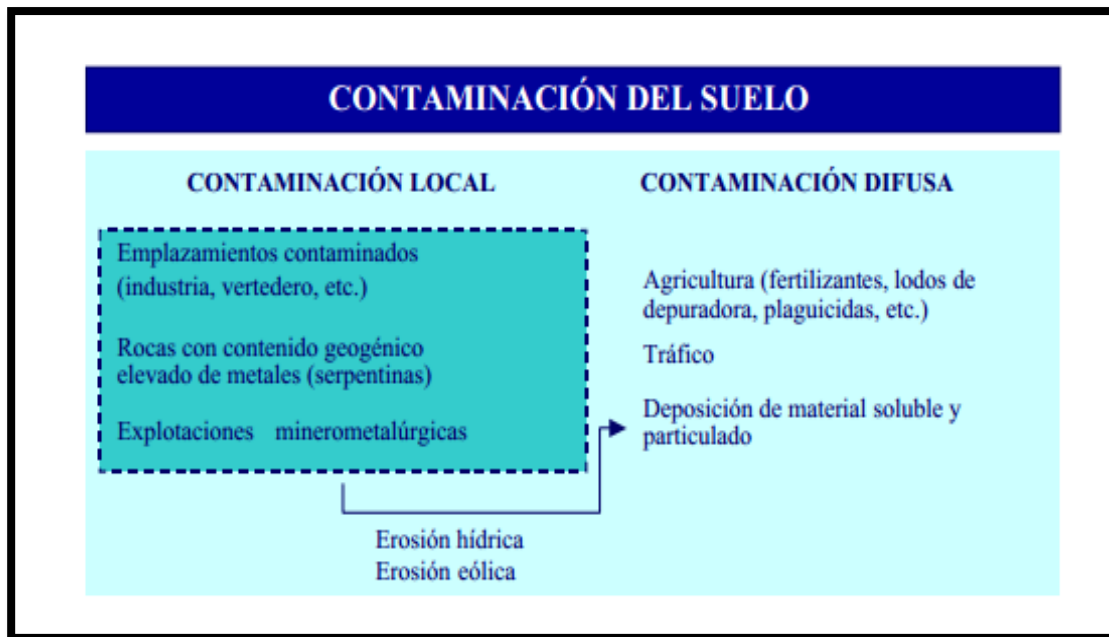 CONTAMINACIÓN DEL SUELO
CONTAMINACIÓN LOCAL
Emplazamientos contaminados
(industria, vertedero, etc.)
Rocas con contenido geogénico
elevado de metales (serpentinas)
Explotaciones minerometalúrgicas
CONTAMINACIÓN DIFUSA
Agricultura (fertilizantes, lodos de
depuradora, plaguicidas, etc.)
Tráfico
Deposición de material soluble y
particulado
Erosión hídrica
Erosión eólica